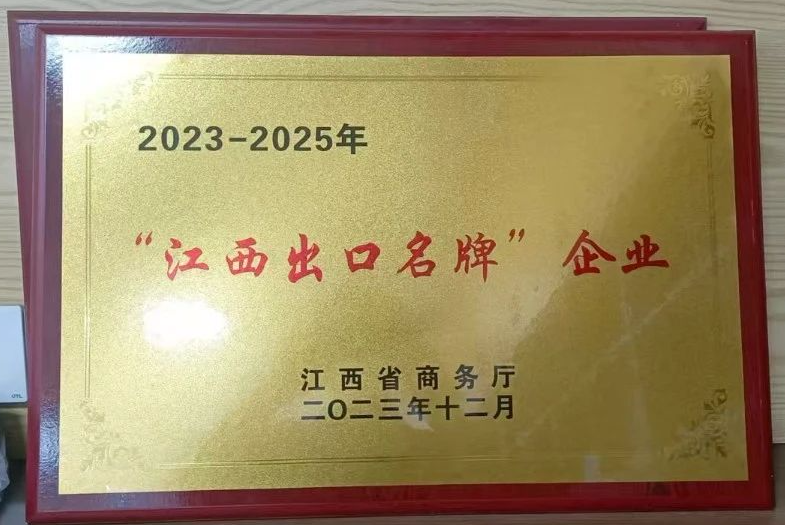 2023-2025年
“江西出口名牌”企业
江西省商务厅
二〇二三年十二月